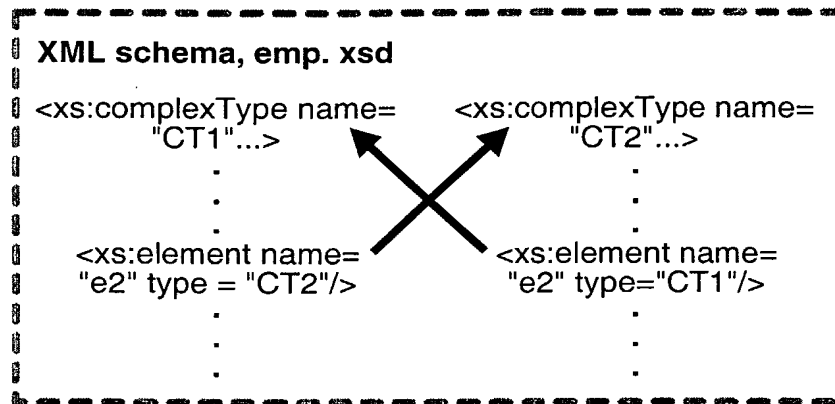 XML schema, emp. xsd
<xs:complexType name=
"CT1"...>
<xs:element name=
"e2" type = "CT2"/>
<xs:complexType name=
"CT2"...>
<xs:element name=
"e2" type="CT1"/>